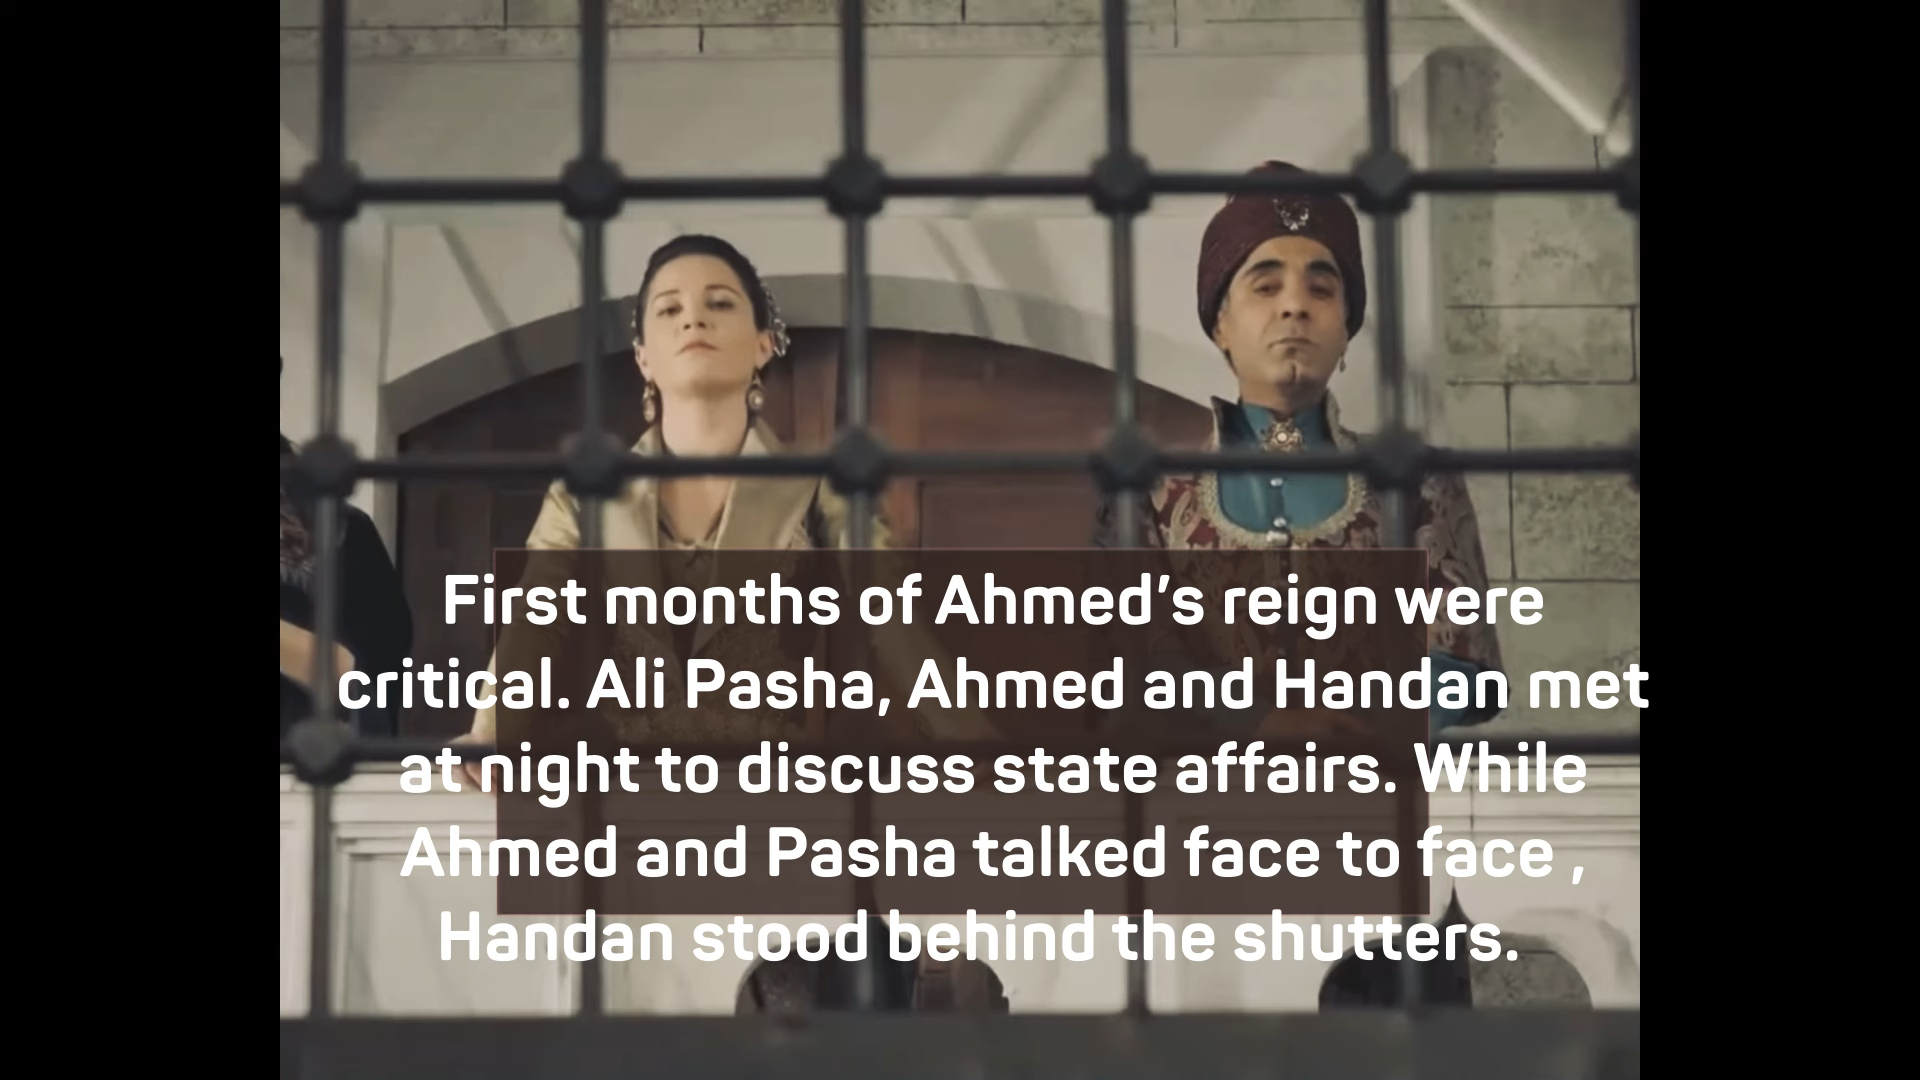 First months of Ahmed’s reign were
critical. Ali Pasha, Ahmed and Handan met
at night to discuss state affairs. While
Ahmed and Pasha talked face to face ,
Handan stood behind the shutters.